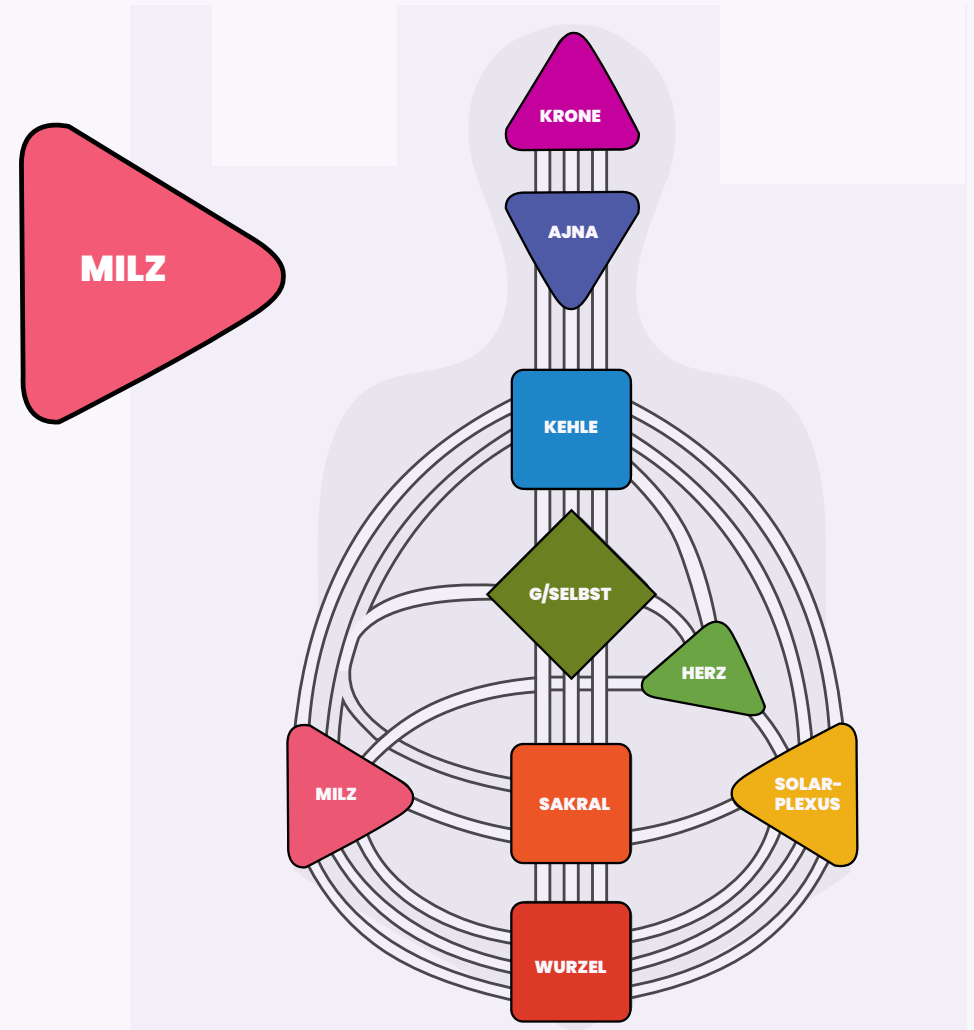 KRONE
AJNA
MILZ
KEHLE
G/SELBST
HERZ
MILZ
SAKRAL
SOLAR-
PLEXUS
WURZEL